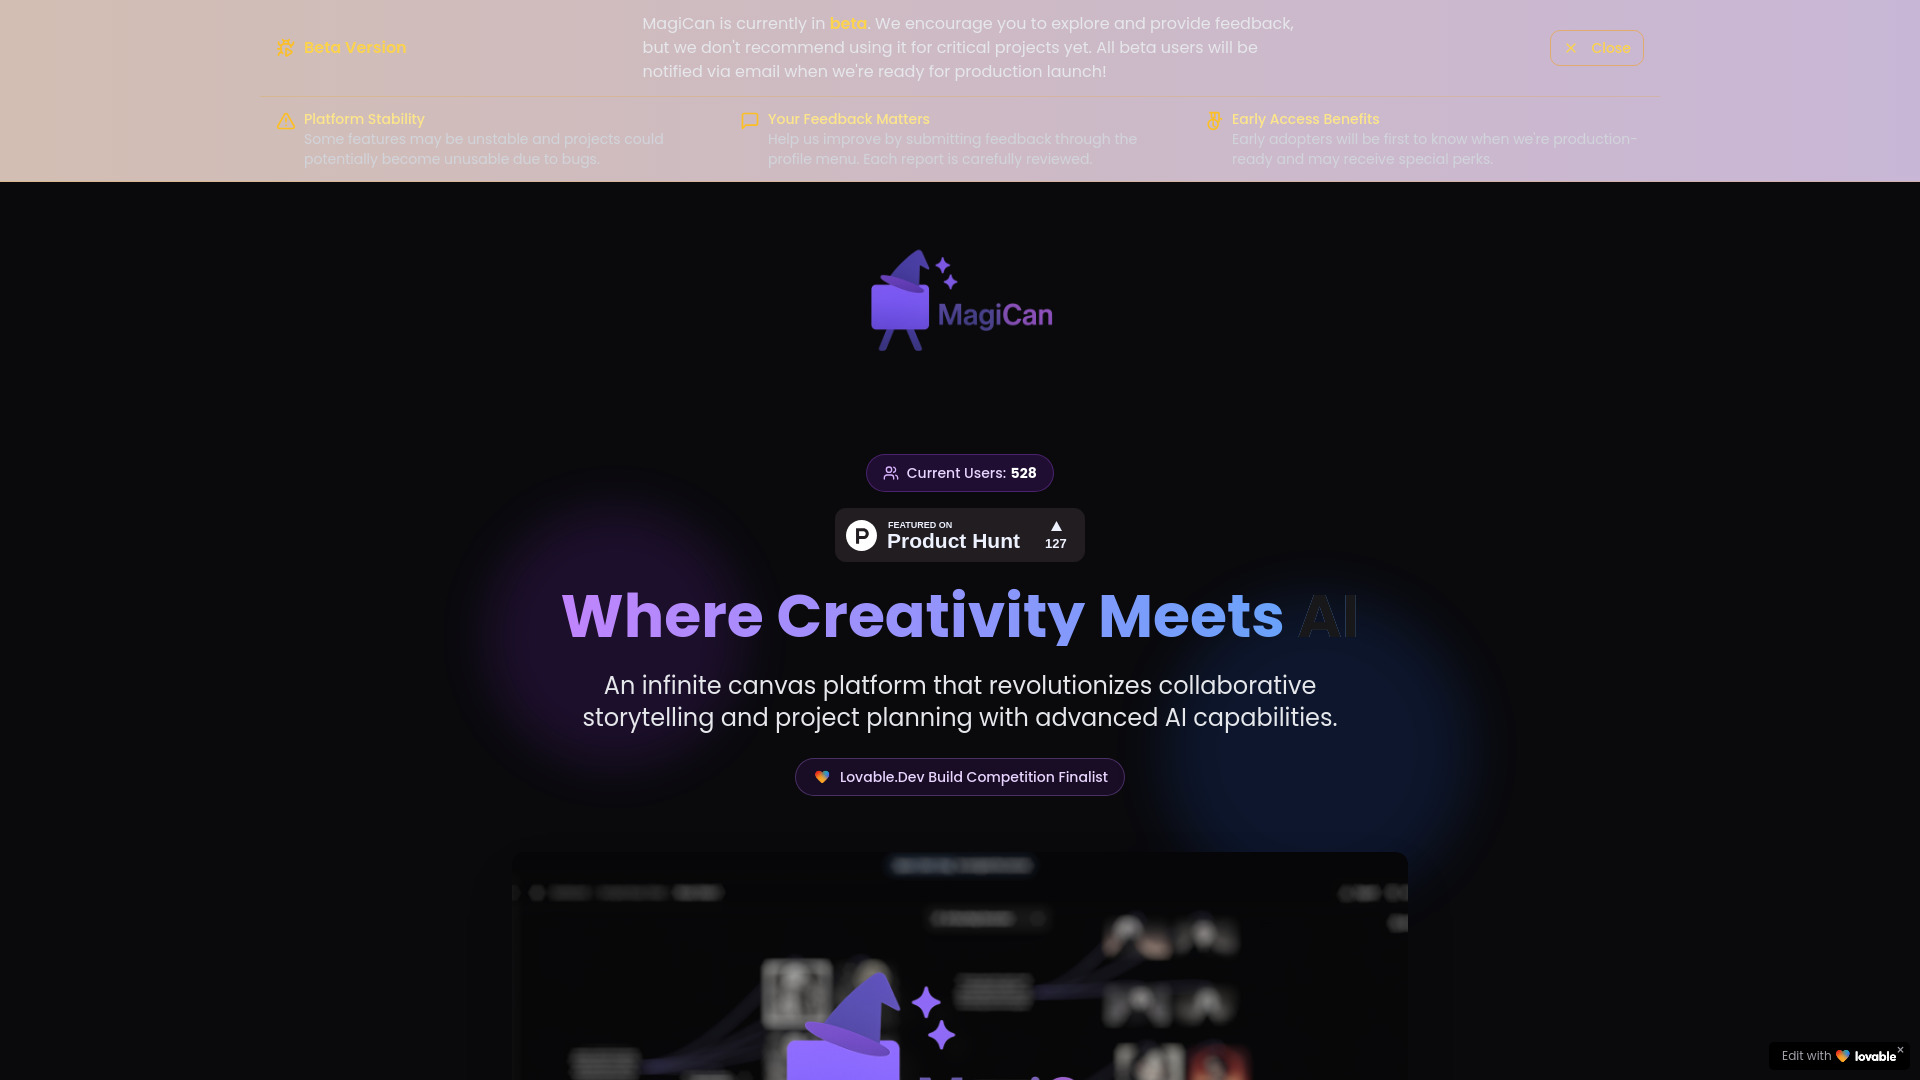 Beta Version
MagiCan is currently in beta. We encourage you to explore and provide feedback,
but we don't recommend using it for critical projects yet. All beta users will be
notified via email when we're ready for production launch!
Close
Platform Stability
Some features may be unstable and projects could
potentially become unusable due to bugs.
Your Feedback Matters
Help us improve by submitting feedback through the
profile menu. Each report is carefully reviewed.
Early Access Benefits
Early adopters will be first to know when we're production-
ready and may receive special perks.
MagiCan
Current Users: 528
FEATURED ON
Product Hunt
127
Where Creativity Meets AI
An infinite canvas platform that revolutionizes collaborative
storytelling and project planning with advanced AI capabilities.
Lovable.Dev Build Competition Finalist
Edit with lovable